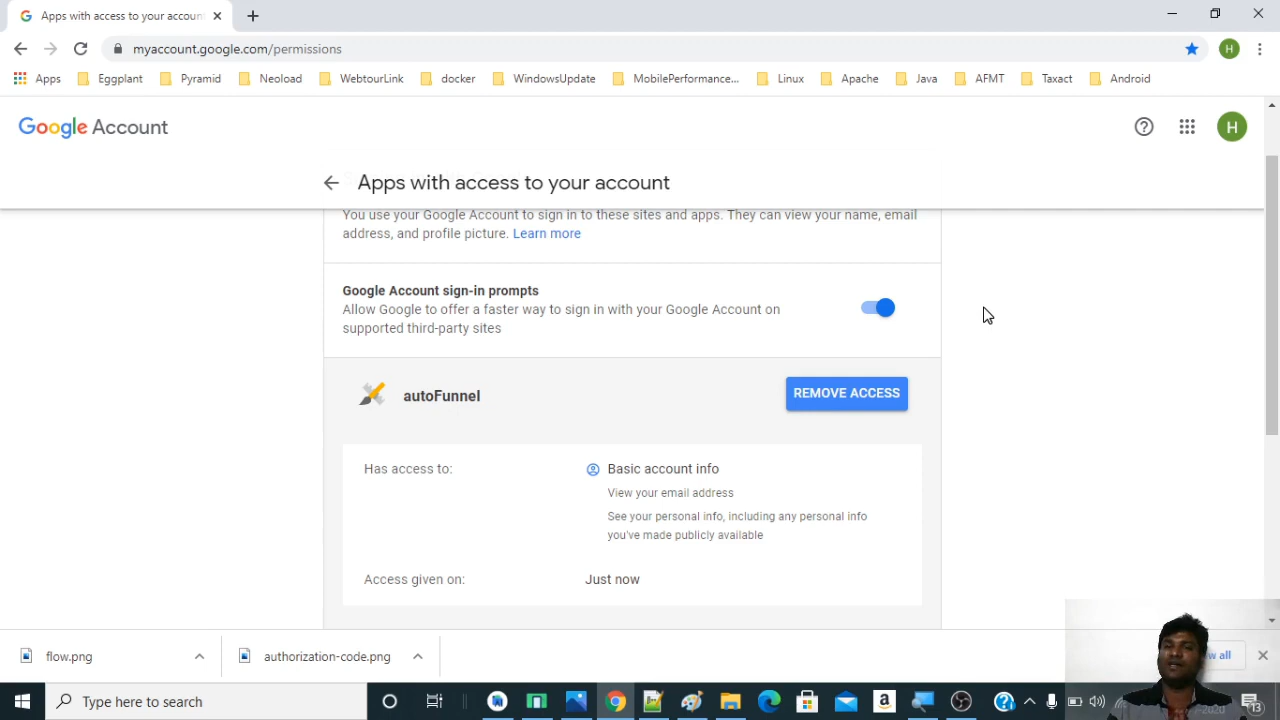 Apps with access to your account
myaccount.google.com/permissions
H
Apps
Eggplant
Pyramid
Neoload
WebtourLink
docker
WindowsUpdate
MobilePerformance...
Linux
Apache
Java
AFMT
Taxact
Android
Google Account
H
Apps with access to your account
You use your Google Account to sign in to these sites and apps. They can view your name, email
address, and profile picture. Learn more
Google Account sign-in prompts
Allow Google to offer a faster way to sign in with your Google Account on
supported third-party sites
autoFunnel
REMOVE ACCESS
Has access to:
Basic account info
View your email address
See your personal info, including any personal info
you've made publicly available
Access given on:
Just now
flow.png
authorization-code.png
all
Type here to search
13